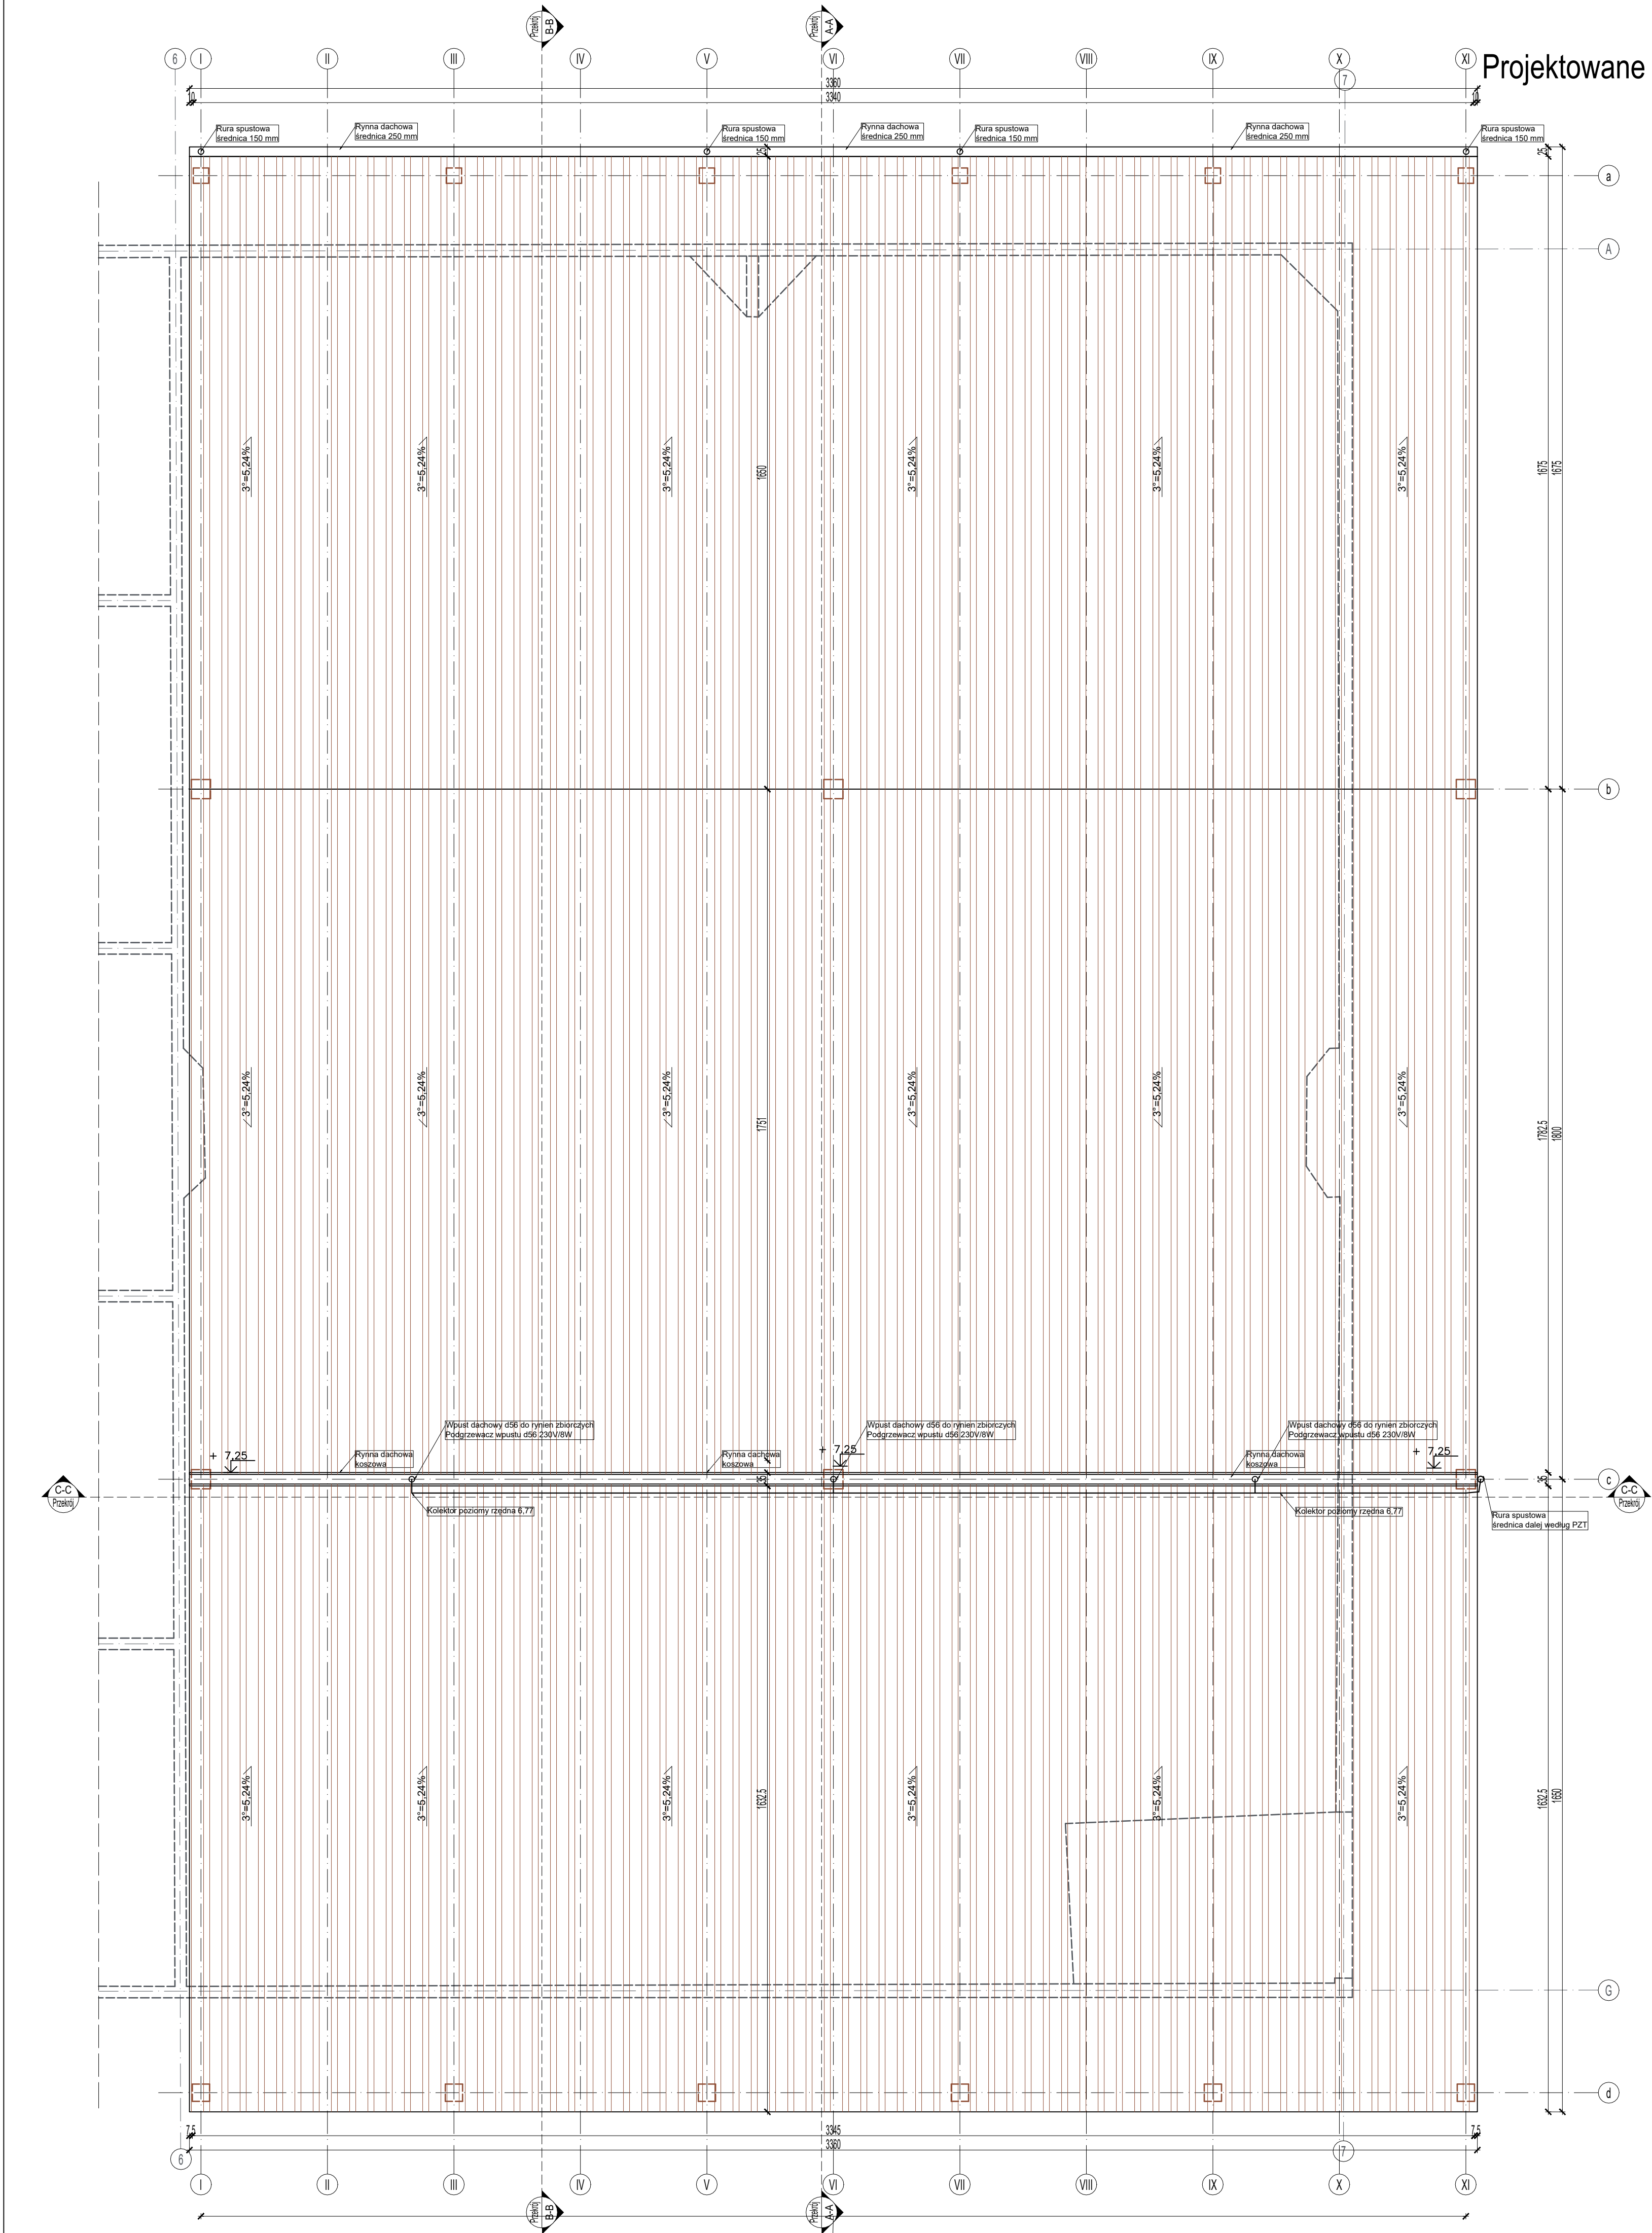 Przekrój
B-B
Przekrój
A-A
6
I
II
III
IV
V
VI
VII
VIII
IX
X
XI
Projektowane
7
3360
10
3340
10
Rura spustowa
średnica 150 mm
Rynna dachowa
średnica 250 mm
Rura spustowa
średnica 150 mm
Rynna dachowa
średnica 250 mm
Rura spustowa
średnica 150 mm
Rynna dachowa
średnica 250 mm
Rura spustowa
średnica 150 mm
25
25
a
A
3°=5,24%
3°=5,24%
3°=5,24%
3°=5,24%
3°=5,24%
3°=5,24%
1650
1675
1675
b
3°=5,24%
3°=5,24%
3°=5,24%
3°=5,24%
3°=5,24%
3°=5,24%
1751
1782.5
1800
Wpust dachowy d56 do rynien zbiorczych
Podgrzewacz wpustu d56 230V/8W
Wpust dachowy d56 do rynien zbiorczych
Podgrzewacz wpustu d56 230V/8W
Wpust dachowy d56 do rynien zbiorczych
Podgrzewacz wpustu d56 230V/8W
+ 7,25
Rynna dachowa
koszowa
Rynna dachowa
koszowa
+ 7,25
Rynna dachowa
koszowa
+ 7,25
35
35
c
C-C
Przekrój
C-C
Przekrój
Kolektor poziomy rzędna 6,77
Kolektor poziomy rzędna 6,77
Rura spustowa
średnica dalej według PZT
3°=5,24%
3°=5,24%
3°=5,24%
3°=5,24%
3°=5,24%
3°=5,24%
1632.5
1632.5
1650
G
d
7.5
3345
7.5
3360
6
7
I
II
III
IV
V
VI
VII
VIII
IX
X
XI
Przekrój
B-B
Przekrój
A-A